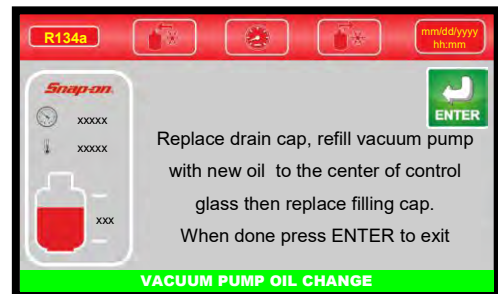 R134a
mm/dd/yyyy
hh:mm
Snap-on
ENTER
xxxxx
xxxxx
xxx
Replace drain cap, refill vacuum pump
with new oil to the center of control
glass then replace filling cap.
When done press ENTER to exit
VACUUM PUMP OIL CHANGE